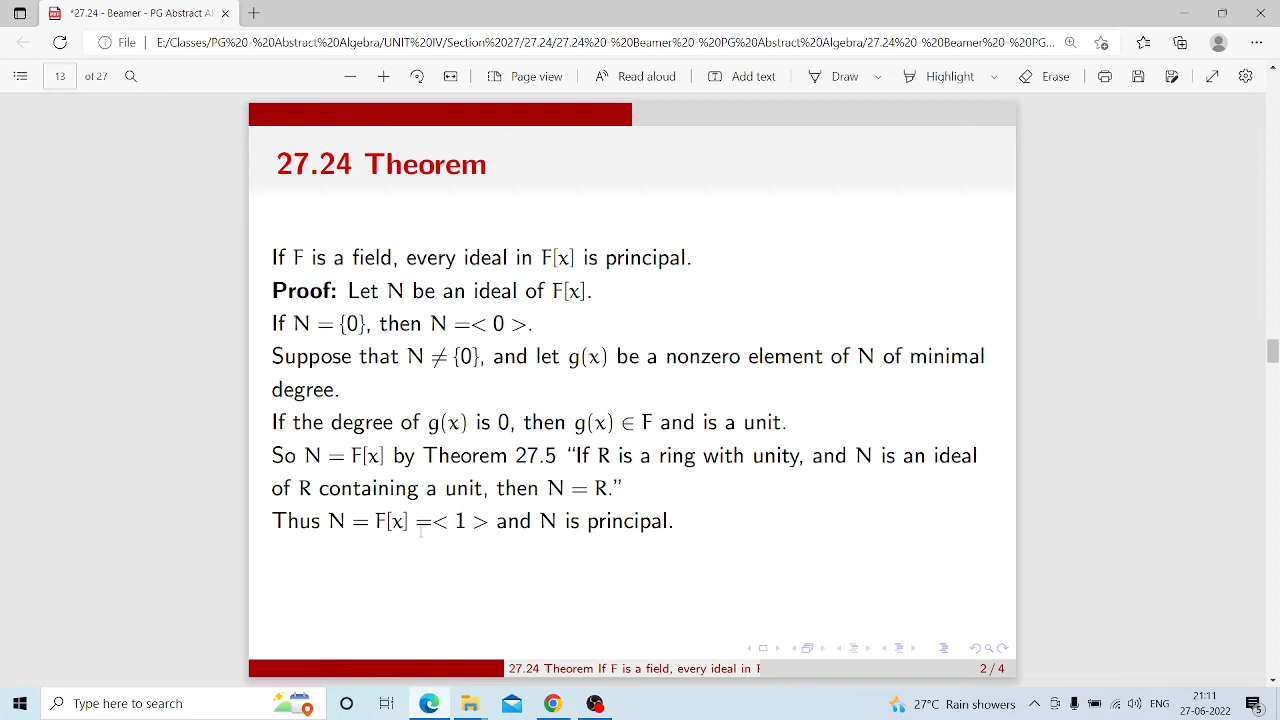 *27.24 - Beamer - PG Abstract Al
File E:/Classes/PG%20-%20Abstract%20Algebra/UNIT%20IV/Section%2027/27.24/27.24%20-%20Beamer%20-%20PG%20Abstract%20Algebra/27.24%20-%20Beamer%20-%20PG...
13 of 27 Page view Read aloud Add text Draw Highlight Erase
27.24 Theorem
If F is a field, every ideal in F[x] is principal.
Proof: Let N be an ideal of F[x].
If N = {0}, then N =< 0 >.
Suppose that N ≠ {0}, and let g(x) be a nonzero element of N of minimal
degree.
If the degree of g(x) is 0, then g(x) ∈ F and is a unit.
So N = F[x] by Theorem 27.5 “If R is a ring with unity, and N is an ideal
of R containing a unit, then N = R.”
Thus N = F[x] =< 1 > and N is principal.
27.24 Theorem If F is a field, every ideal in F 2 / 4
Type here to search 27°C Rain showers 21:11
27-06-2022 5